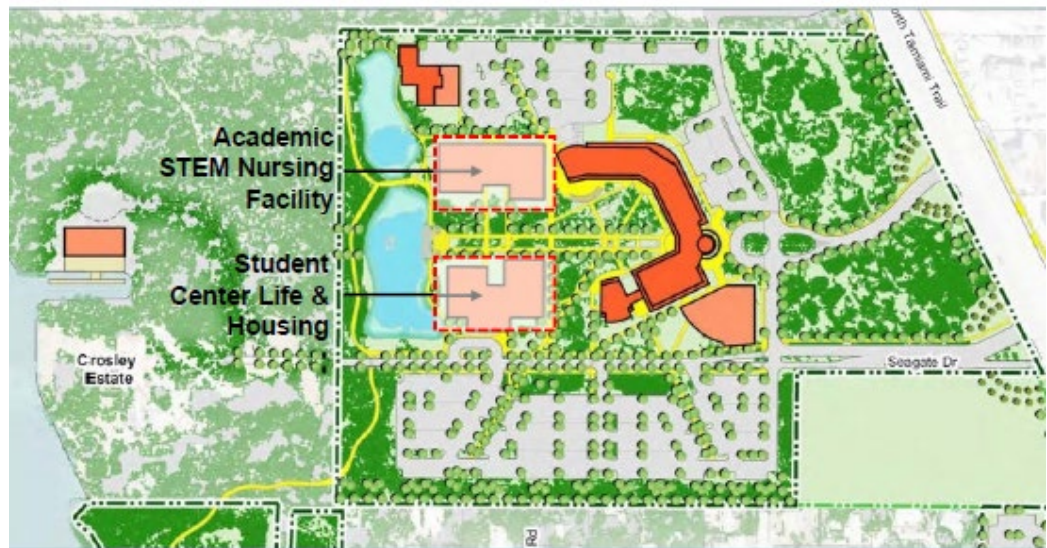 North Tamiami Trail
Academic
STEM Nursing
Facility
Student
Center Life &
Housing
Crosley
Estate
Seagate Dr